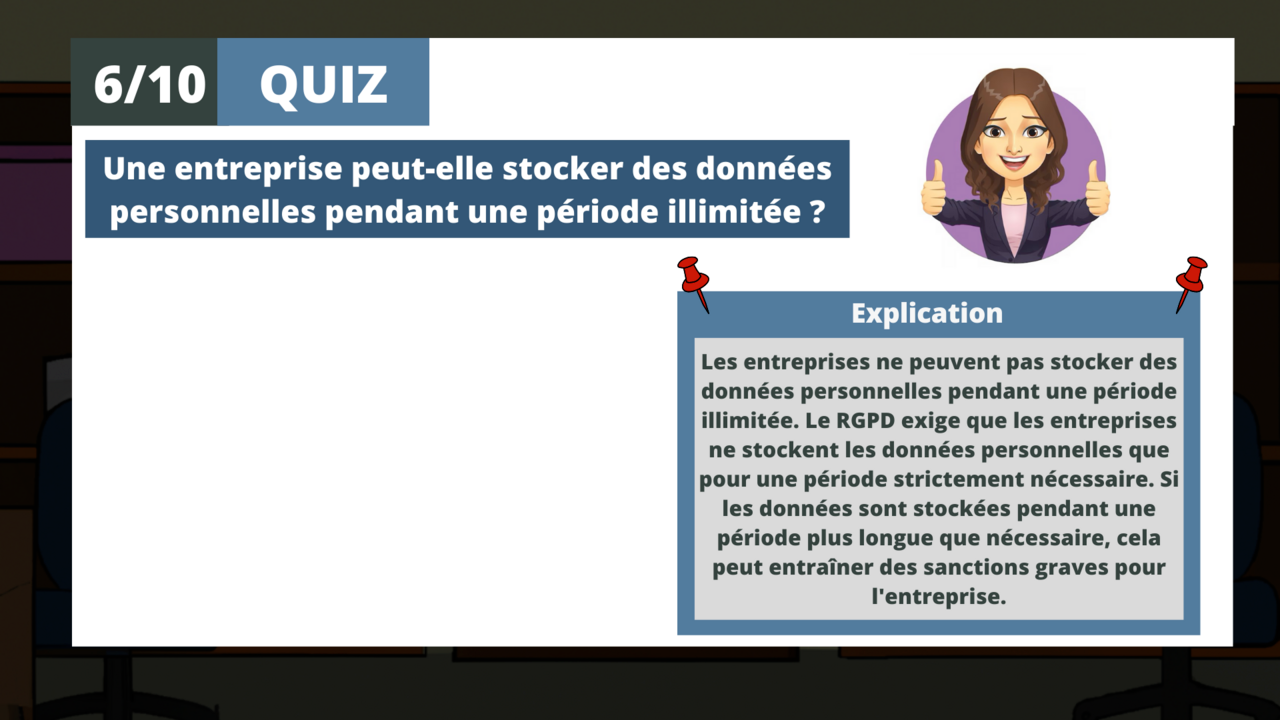 6/10 QUIZ
Une entreprise peut-elle stocker des données
personnelles pendant une période illimitée ?
Explication
Les entreprises ne peuvent pas stocker des
données personnelles pendant une période
illimitée. Le RGPD exige que les entreprises
ne stockent les données personnelles que
pour une période strictement nécessaire. Si
les données sont stockées pendant une
période plus longue que nécessaire, cela
peut entraîner des sanctions graves pour
l'entreprise.